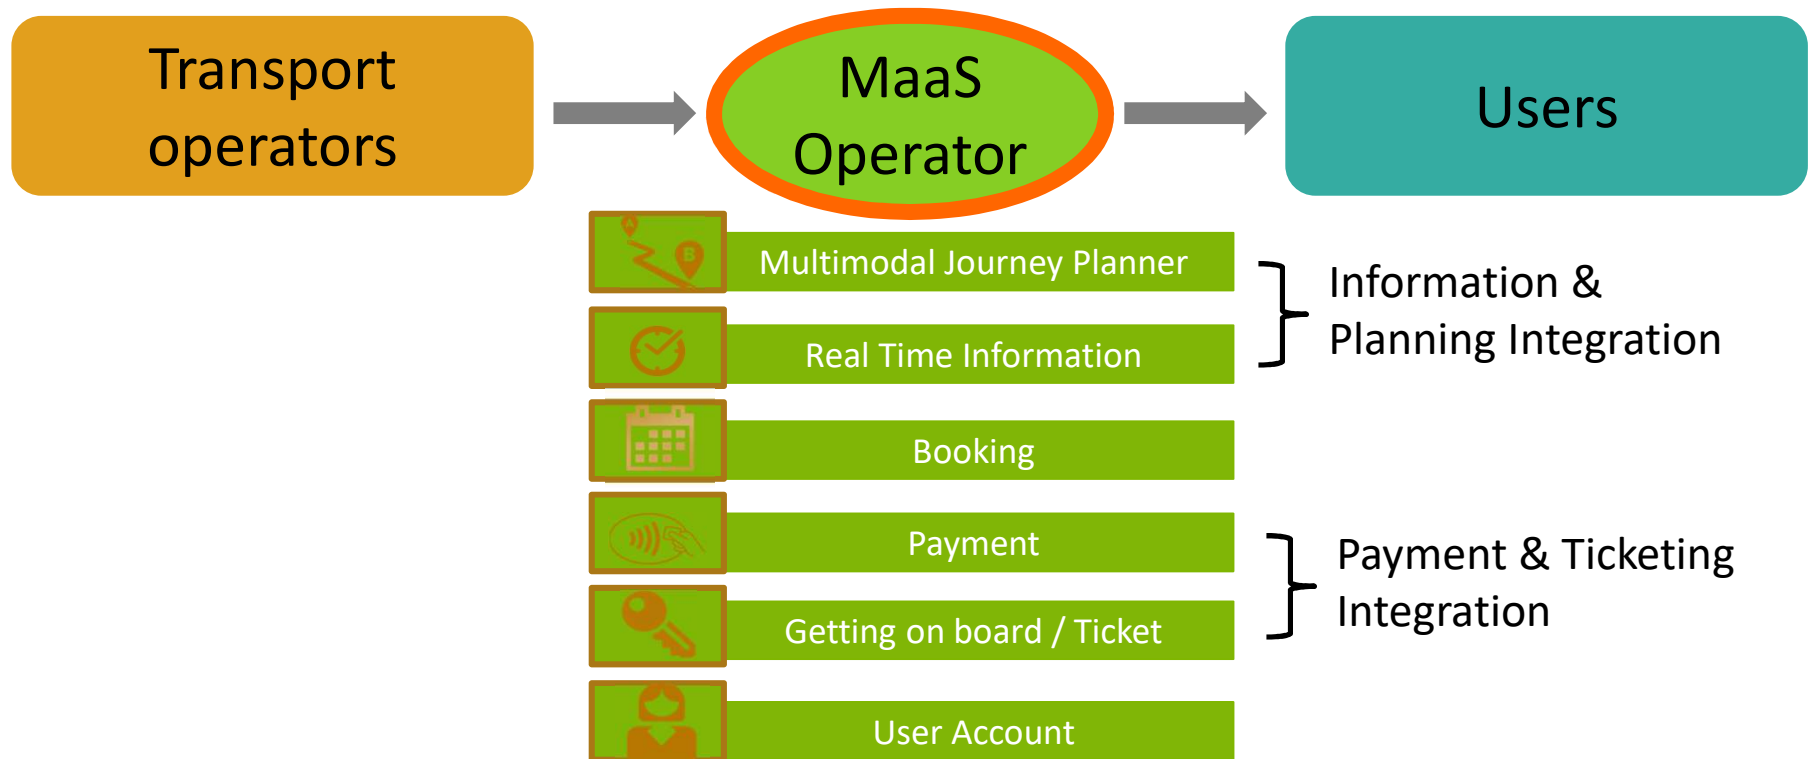 Transport
operators
MaaS
Operator
Users
A
B
Multimodal Journey Planner
Real Time Information
Information &
Planning Integration
Booking
Payment
Getting on board / Ticket
Payment & Ticketing
Integration
User Account